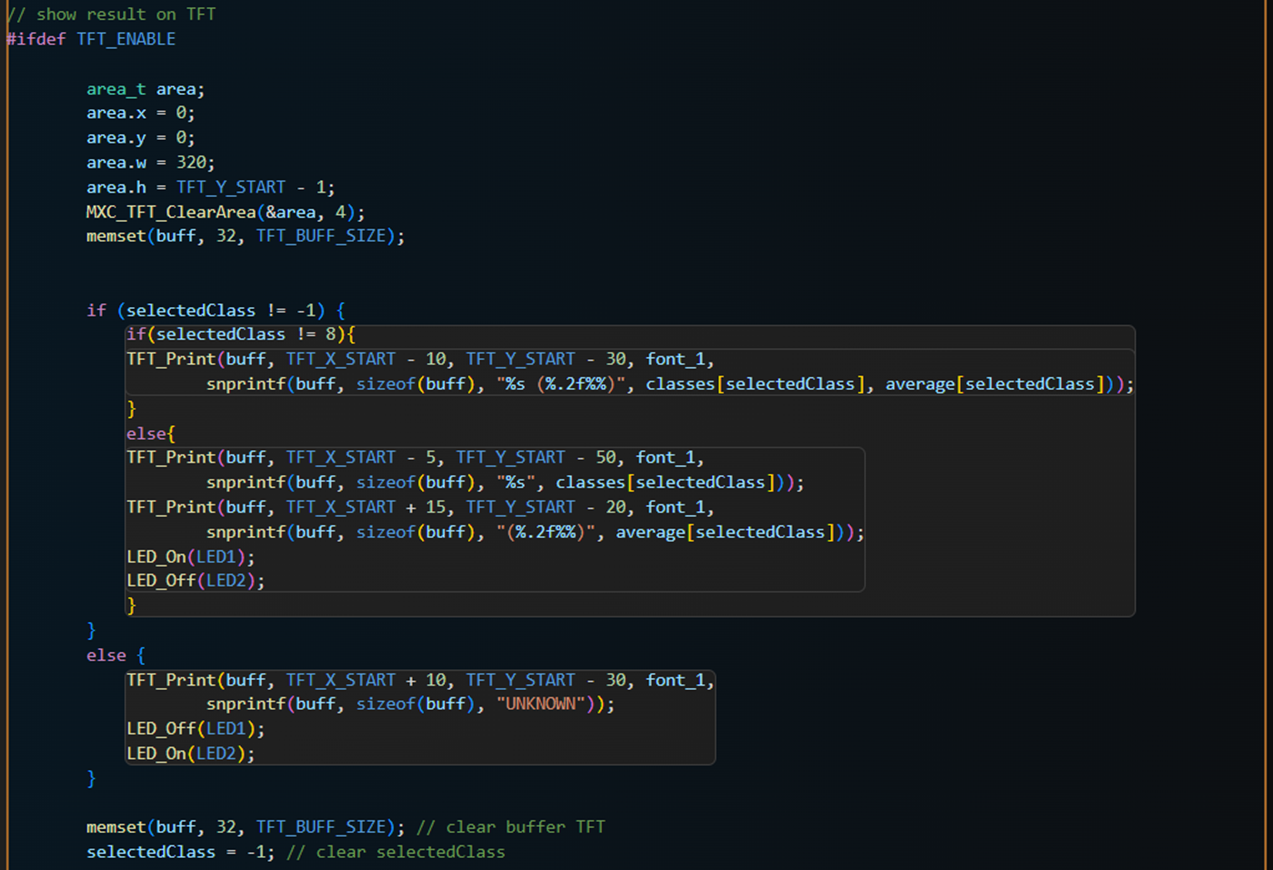 // show result on TFT
#ifdef TFT_ENABLE
area_t area;
area.x = 0;
area.y = 0;
area.w = 320;
area.h = TFT_Y_START - 1;
MXC_TFT_ClearArea(&area, 4);
memset(buff, 32, TFT_BUFF_SIZE);
if (selectedClass != -1) {
if(selectedClass != 8){
TFT_Print(buff, TFT_X_START - 10, TFT_Y_START - 30, font_1,
snprintf(buff, sizeof(buff), "%s (%.2f%%)", classes[selectedClass], average[selectedClass]));
}
else{
TFT_Print(buff, TFT_X_START - 5, TFT_Y_START - 50, font_1,
snprintf(buff, sizeof(buff), "%s", classes[selectedClass]));
TFT_Print(buff, TFT_X_START + 15, TFT_Y_START - 20, font_1,
snprintf(buff, sizeof(buff), "(%.2f%%)", average[selectedClass]));
LED_On(LED1);
LED_Off(LED2);
}
}
else {
TFT_Print(buff, TFT_X_START + 10, TFT_Y_START - 30, font_1,
snprintf(buff, sizeof(buff), "UNKNOWN"));
LED_Off(LED1);
LED_On(LED2);
}
memset(buff, 32, TFT_BUFF_SIZE); // clear buffer TFT
selectedClass = -1; // clear selectedClass